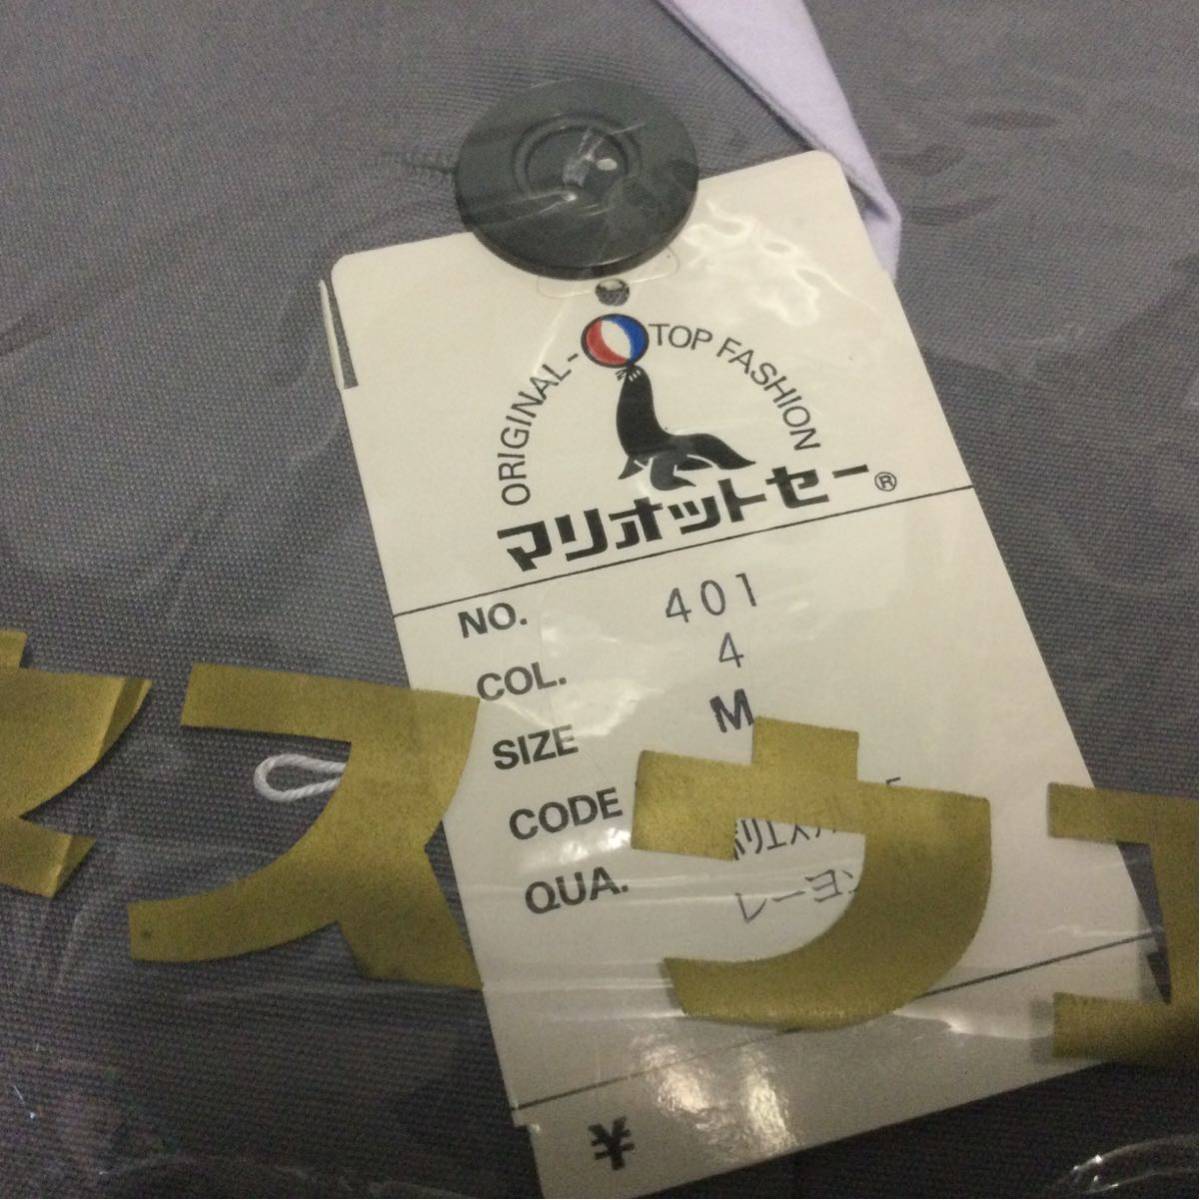 ORIGINAL-TOP FASHION
マリオットセー®
NO. 401
COL. 4
SIZE M
CODE
QUA.
レーヨン
スウェ
¥